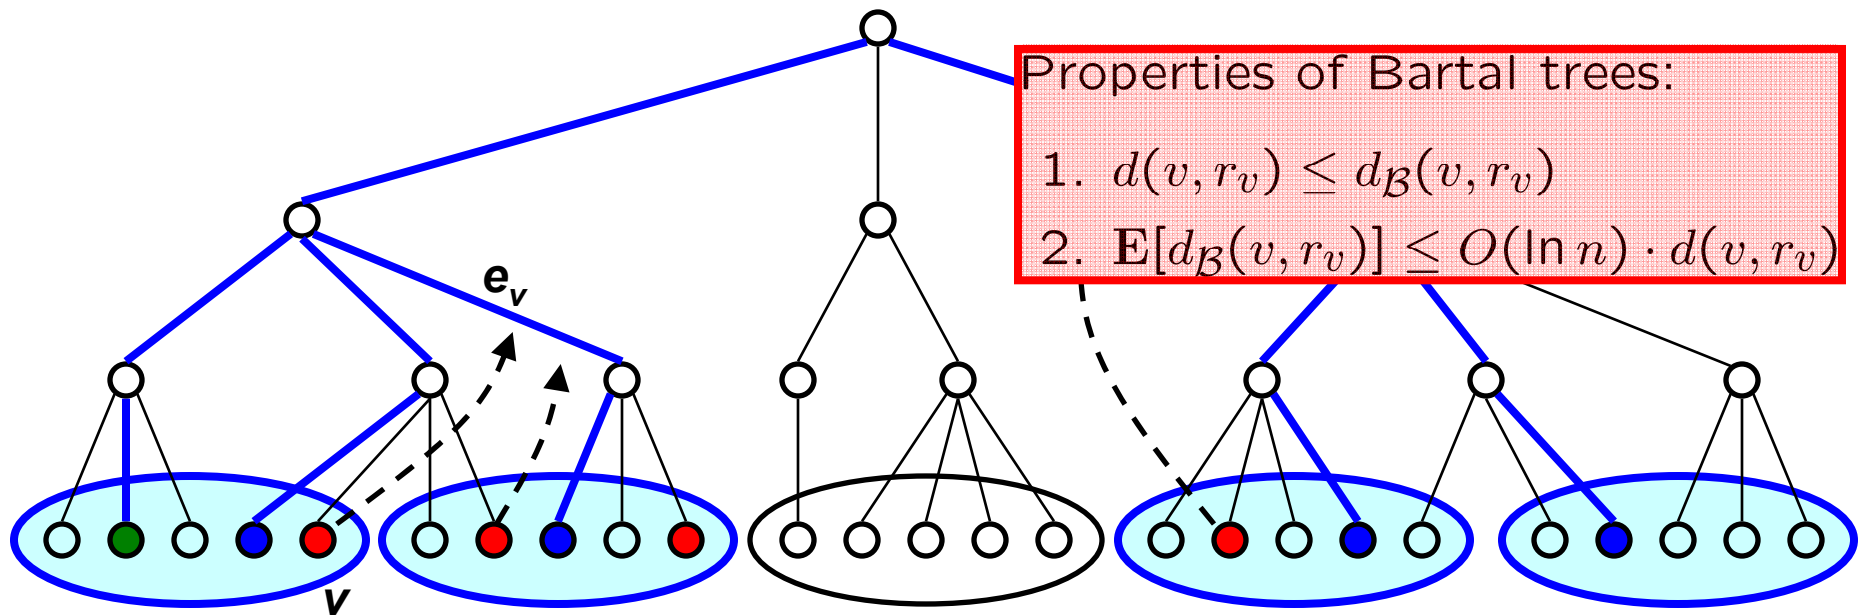 Properties of Bartal trees:
1. d(v, r_v) ≤ d_ℬ(v, r_v)
2. E[d_ℬ(v, r_v)] ≤ O(ln n) · d(v, r_v)
e_v
v